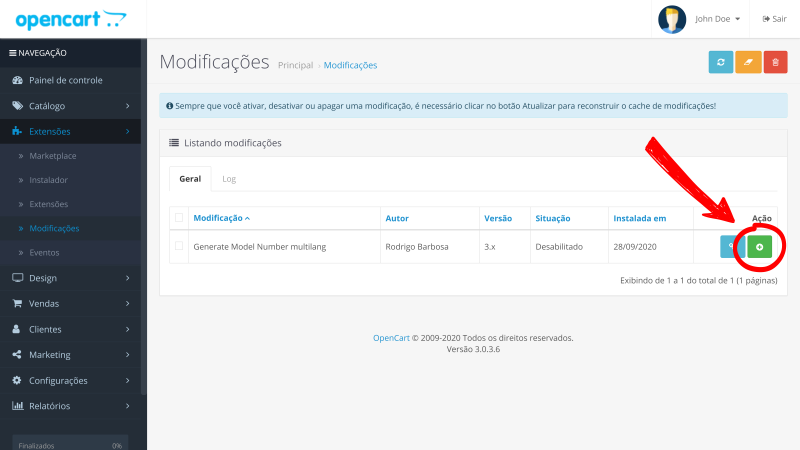 opencart
John Doe
Sair
NAVEGAÇÃO
Painel de controle
Catálogo
Extensões
Marketplace
Instalador
Extensões
Modificações
Eventos
Design
Vendas
Clientes
Marketing
Configurações
Relatórios
Finalizados 0%
Modificações Principal › Modificações
Sempre que você ativar, desativar ou apagar uma modificação, é necessário clicar no botão Atualizar para reconstruir o cache de modificações!
Listando modificações
Geral Log
Modificação Autor Versão Situação Instalada em Ação
Generate Model Number multilang Rodrigo Barbosa 3.x Desabilitado 28/09/2020
Exibindo de 1 a 1 do total de 1 (1 páginas)
OpenCart © 2009-2020 Todos os direitos reservados.
Versão 3.0.3.6